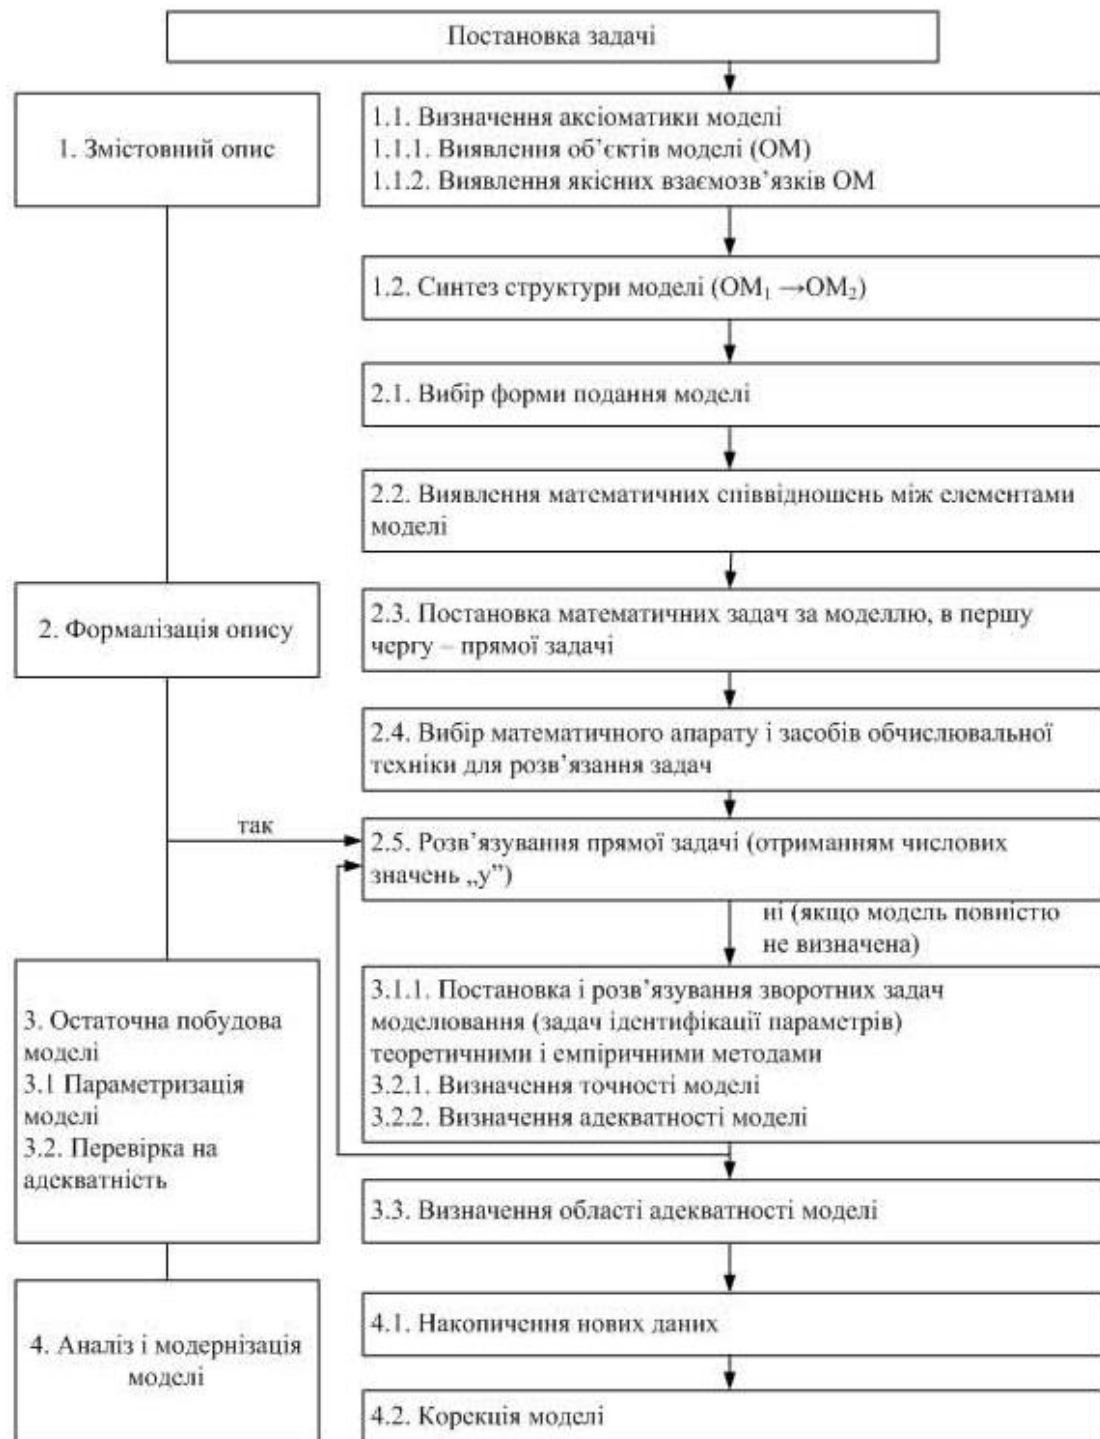 Постановка задачі
1. Змістовний опис
1.1. Визначення аксіоматики моделі
1.1.1. Виявлення об’єктів моделі (ОМ)
1.1.2. Виявлення якісних взаємозв’язків ОМ
1.2. Синтез структури моделі (ОМ₁ →ОМ₂)
2.1. Вибір форми подання моделі
2.2. Виявлення математичних співвідношень між елементами
моделі
2. Формалізація опису
2.3. Постановка математичних задач за моделлю, в першу
чергу – прямої задачі
2.4. Вибір математичного апарату і засобів обчислювальної
техніки для розв’язання задач
так
2.5. Розв’язування прямої задачі (отриманням числових
значень „у”)
ні (якщо модель повністю
не визначена)
3. Остаточна побудова
моделі
3.1 Параметризація
моделі
3.2. Перевірка на
адекватність
3.1.1. Постановка і розв’язування зворотних задач
моделювання (задач ідентифікації параметрів)
теоретичними і емпіричними методами
3.2.1. Визначення точності моделі
3.2.2. Визначення адекватності моделі
3.3. Визначення області адекватності моделі
4. Аналіз і модернізація
моделі
4.1. Накопичення нових даних
4.2. Корекція моделі